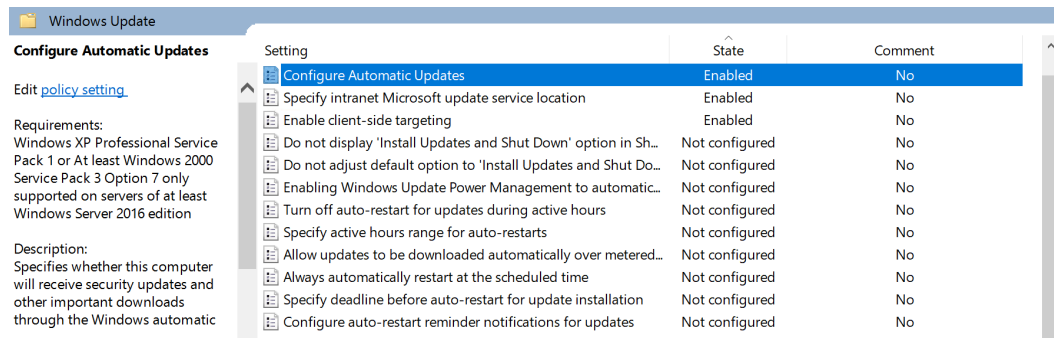 Windows Update
Configure Automatic Updates
Edit policy setting
Requirements:
Windows XP Professional Service
Pack 1 or At least Windows 2000
Service Pack 3 Option 7 only
supported on servers of at least
Windows Server 2016 edition
Description:
Specifies whether this computer
will receive security updates and
other important downloads
through the Windows automatic
Setting State Comment
Configure Automatic Updates Enabled No
Specify intranet Microsoft update service location Enabled No
Enable client-side targeting Enabled No
Do not display 'Install Updates and Shut Down' option in Sh... Not configured No
Do not adjust default option to 'Install Updates and Shut Do... Not configured No
Enabling Windows Update Power Management to automatic... Not configured No
Turn off auto-restart for updates during active hours Not configured No
Specify active hours range for auto-restarts Not configured No
Allow updates to be downloaded automatically over metered... Not configured No
Always automatically restart at the scheduled time Not configured No
Specify deadline before auto-restart for update installation Not configured No
Configure auto-restart reminder notifications for updates Not configured No